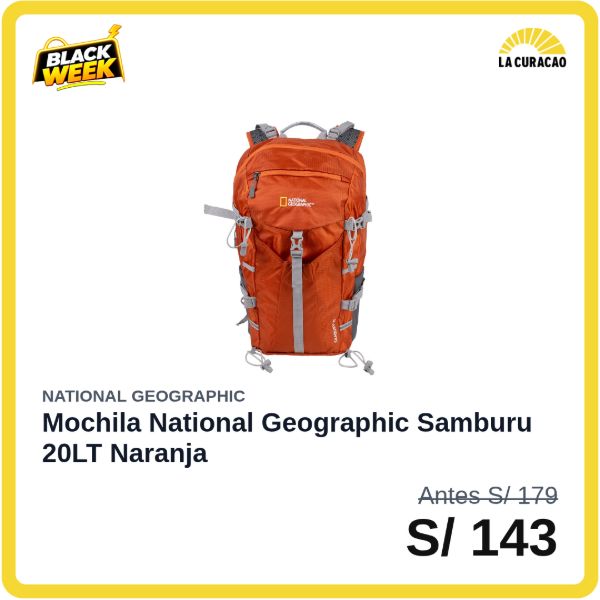 BLACK
WEEK
LA CURACAO
NATIONAL
GEOGRAPHIC
NATIONAL GEOGRAPHIC
Mochila National Geographic Samburu
20LT Naranja
Antes S/ 179
S/ 143